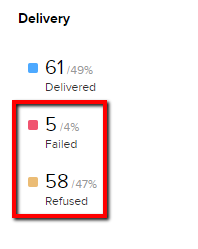 Delivery
61 /49%
Delivered
5 /4%
Failed
58 /47%
Refused